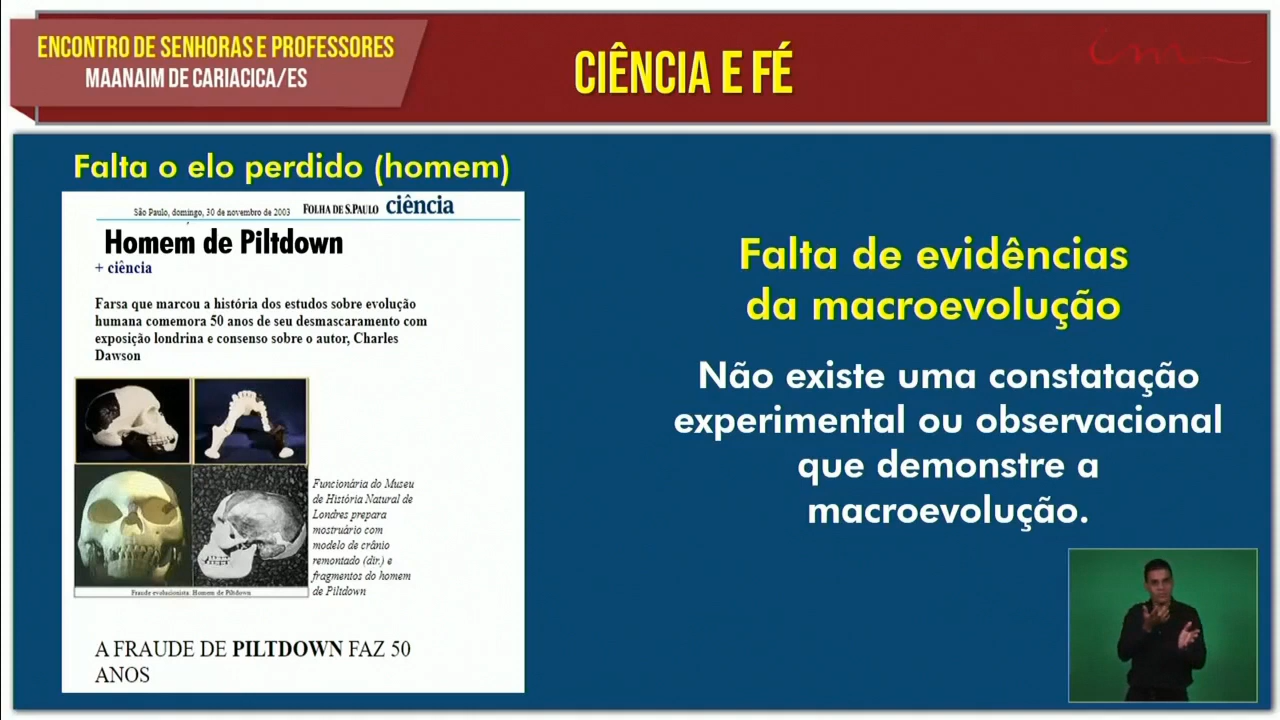 ENCONTRO DE SENHORAS E PROFESSORES
MAANAIM DE CARIACICA/ES
CIÊNCIA E FÉ
Falta o elo perdido (homem)
São Paulo, domingo, 30 de novembro de 2003 FOLHA DE S.PAULO ciência
Homem de Piltdown
+ ciência
Farsa que marcou a história dos estudos sobre evolução
humana comemora 50 anos de seu desmascaramento com
exposição londrina e consenso sobre o autor, Charles
Dawson
Funcionária do Museu
de História Natural de
Londres prepara
mostruário com
modelo de crânio
remontado (dir.) e
fragmentos do homem
de Piltdown
Fraude evolucionista. Homem de Piltdown
A FRAUDE DE PILTDOWN FAZ 50
ANOS
Falta de evidências
da macroevolução
Não existe uma constatação
experimental ou observacional
que demonstre a
macroevolução.